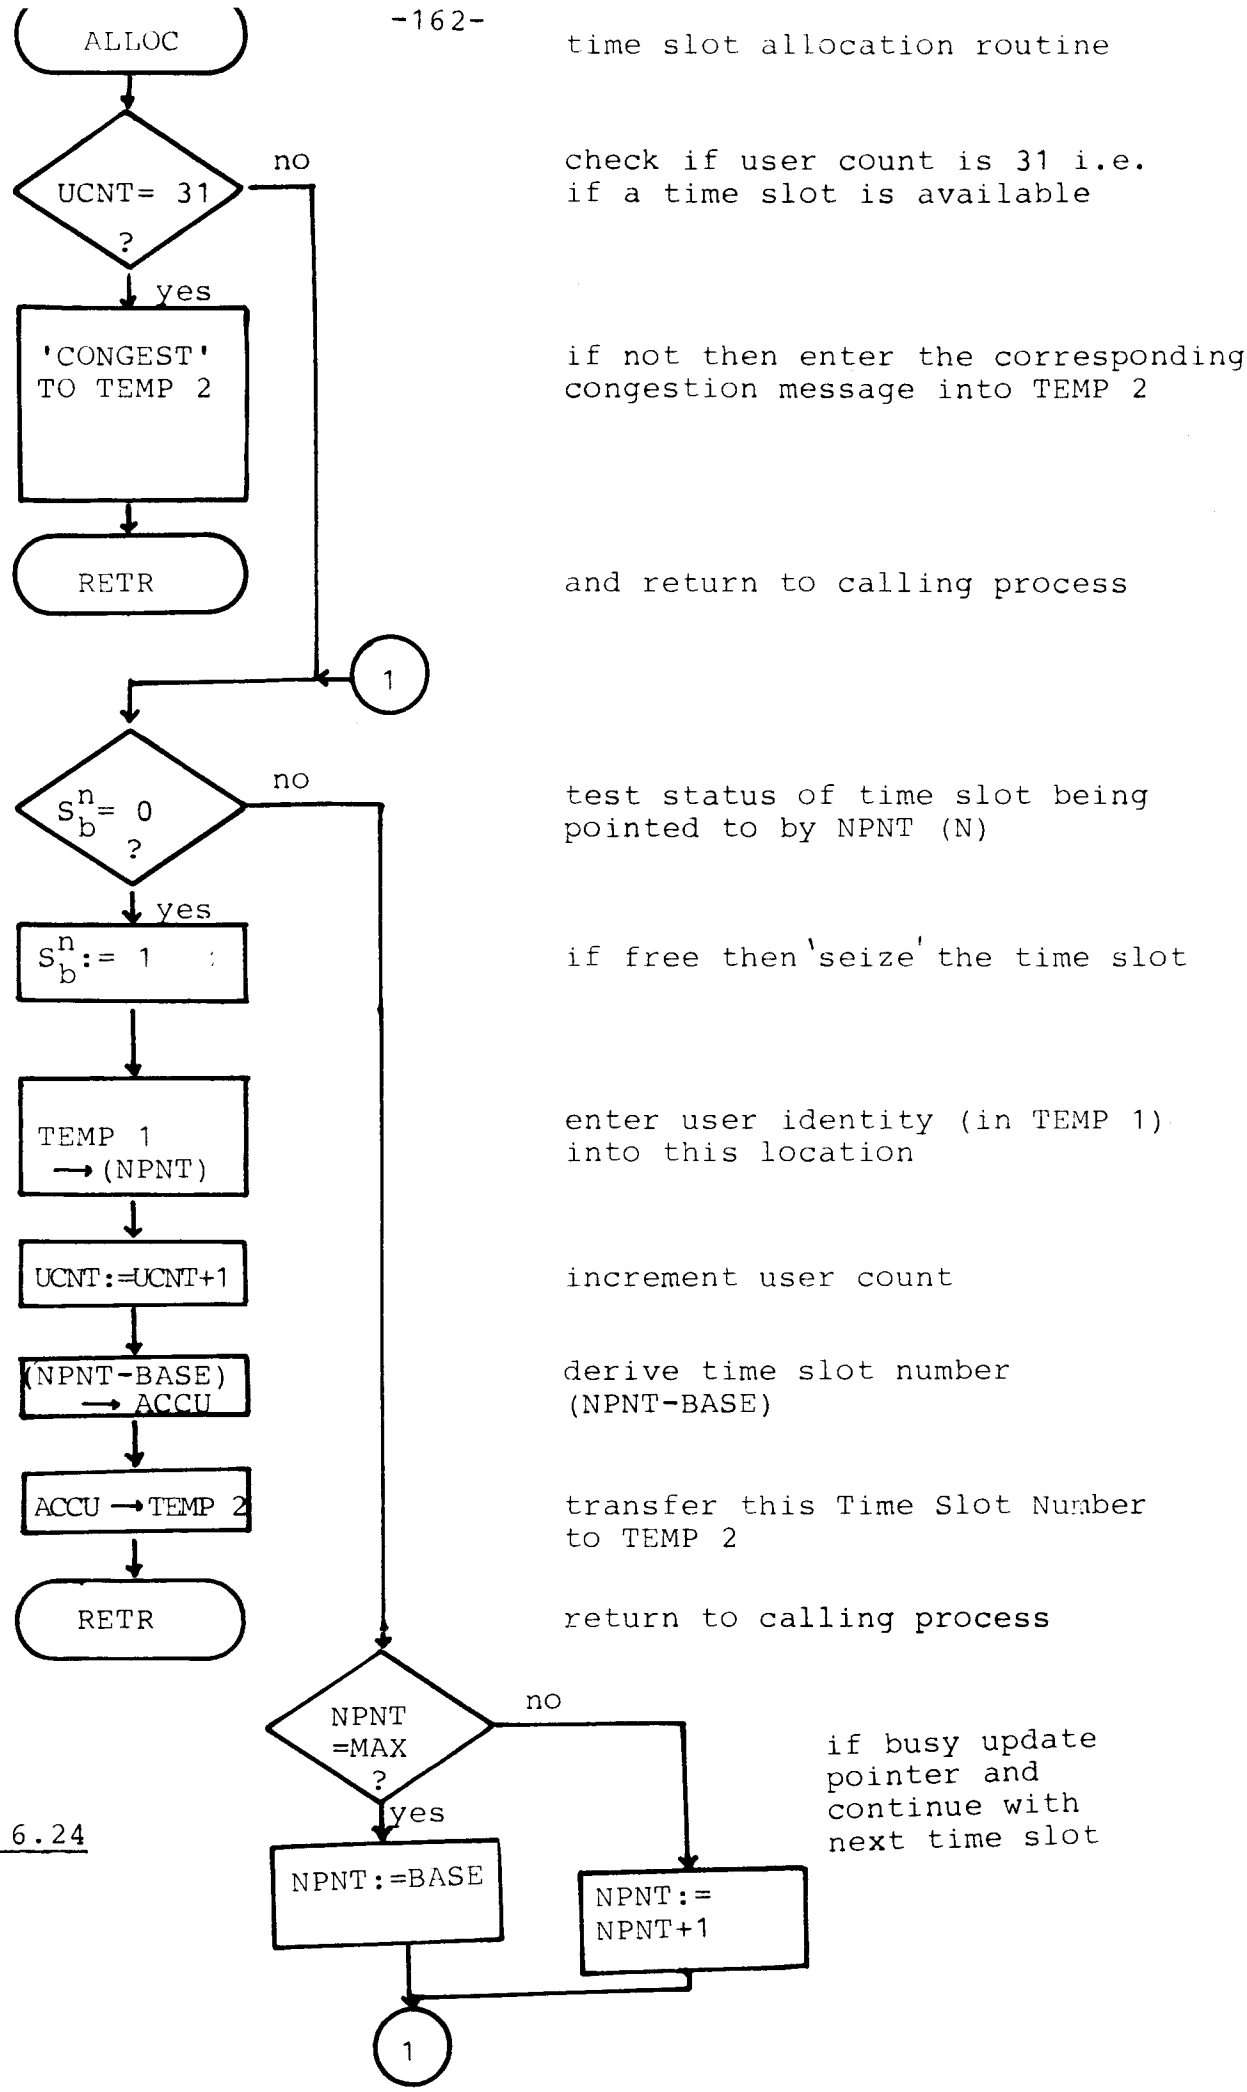 -162-
ALLOC
time slot allocation routine
UCNT= 31
?
no
check if user count is 31 i.e.
if a time slot is available
yes
'CONGEST'
TO TEMP 2
if not then enter the corresponding
congestion message into TEMP 2
RETR
and return to calling process
1
S_b^n= 0
?
no
test status of time slot being
pointed to by NPNT (N)
yes
S_b^n:= 1
if free then 'seize' the time slot
TEMP 1
→ (NPNT)
enter user identity (in TEMP 1)
into this location
UCNT:=UCNT+1
increment user count
(NPNT-BASE)
→ ACCU
derive time slot number
(NPNT-BASE)
ACCU → TEMP 2
transfer this Time Slot Number
to TEMP 2
RETR
return to calling process
NPNT
=MAX
?
no
if busy update
pointer and
continue with
next time slot
yes
6.24
NPNT:=BASE
NPNT:=
NPNT+1
1